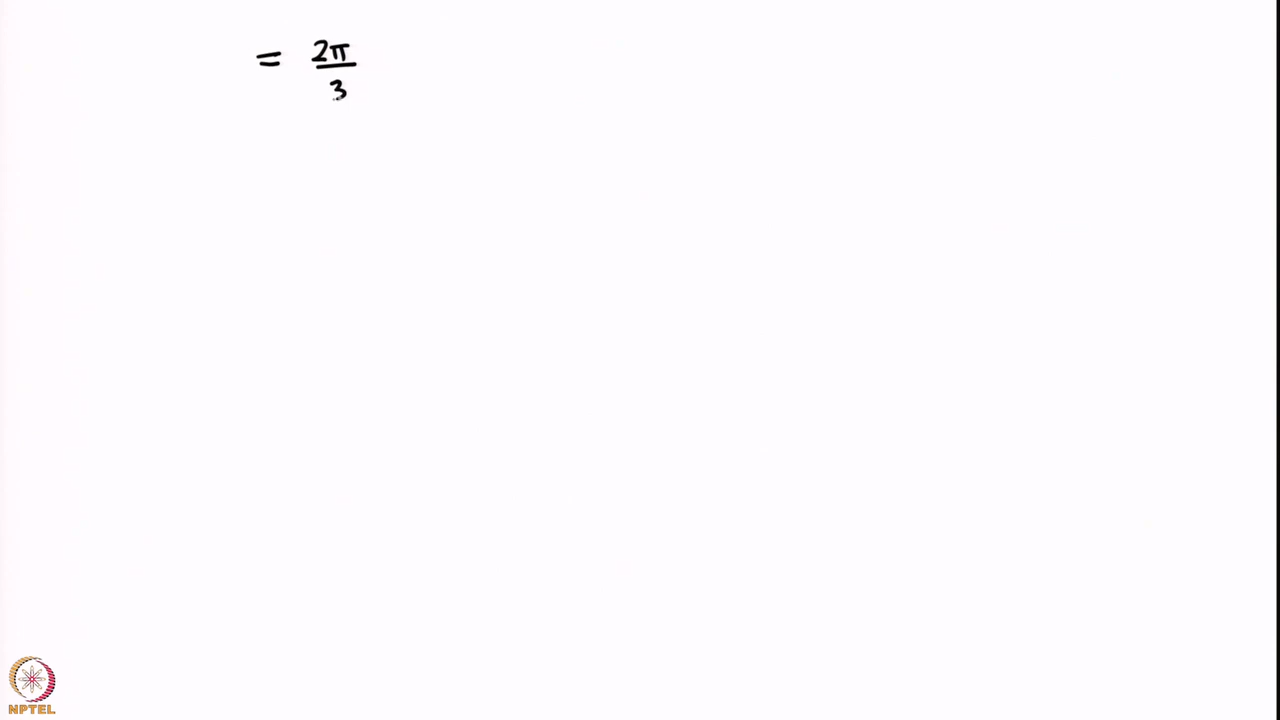 = 2π/3
NPTEL